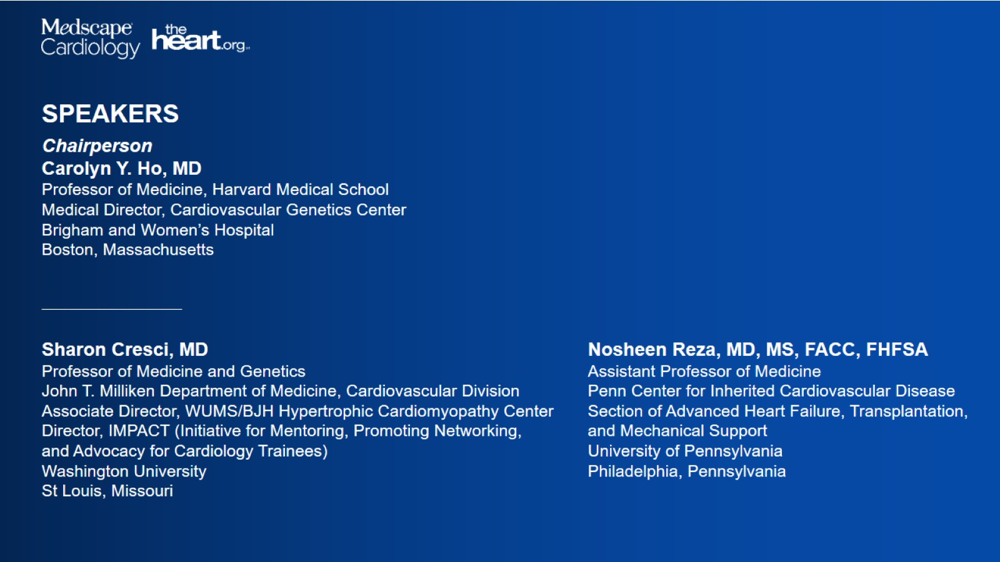 Medscape
Cardiology
the
heart.org
SPEAKERS
Chairperson
Carolyn Y. Ho, MD
Professor of Medicine, Harvard Medical School
Medical Director, Cardiovascular Genetics Center
Brigham and Women’s Hospital
Boston, Massachusetts
Sharon Cresci, MD
Professor of Medicine and Genetics
John T. Milliken Department of Medicine, Cardiovascular Division
Associate Director, WUMS/BJH Hypertrophic Cardiomyopathy Center
Director, IMPACT (Initiative for Mentoring, Promoting Networking,
and Advocacy for Cardiology Trainees)
Washington University
St Louis, Missouri
Nosheen Reza, MD, MS, FACC, FHFSA
Assistant Professor of Medicine
Penn Center for Inherited Cardiovascular Disease
Section of Advanced Heart Failure, Transplantation,
and Mechanical Support
University of Pennsylvania
Philadelphia, Pennsylvania